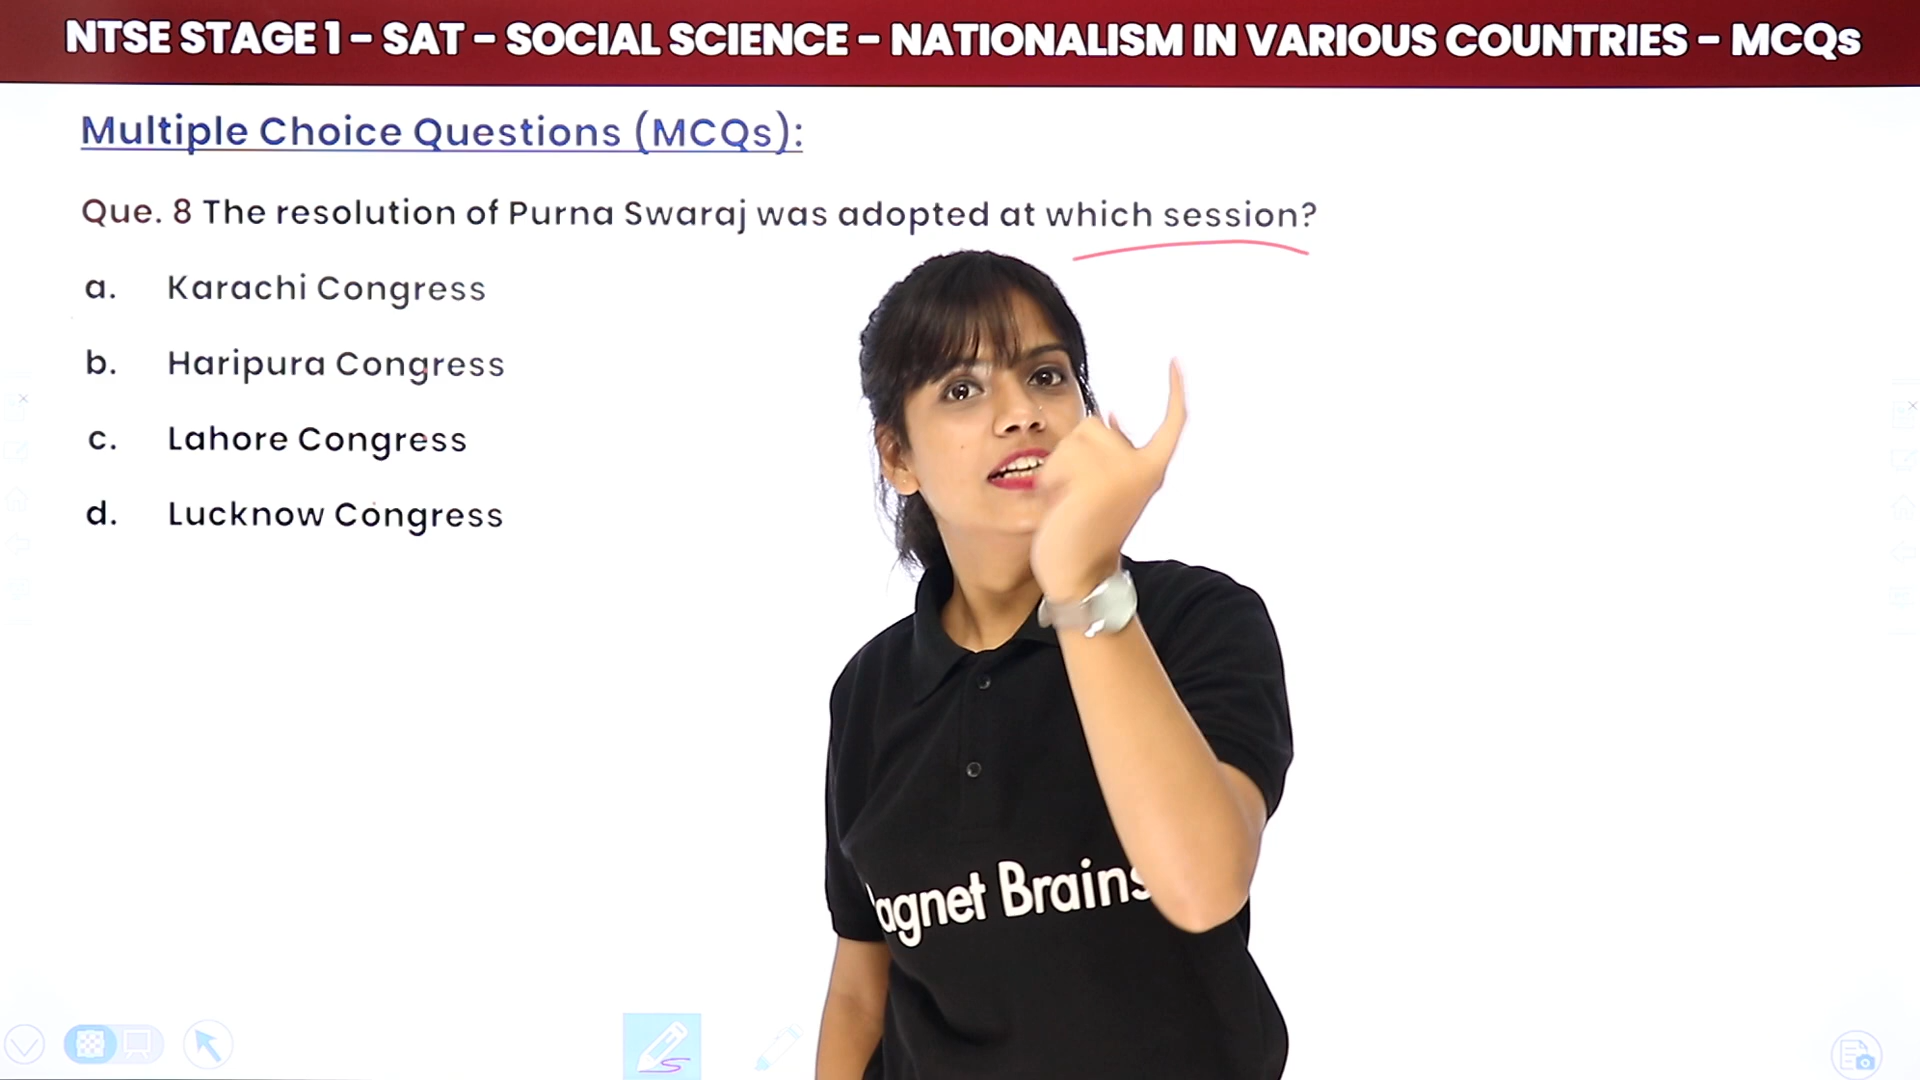 NTSE STAGE 1 - SAT - SOCIAL SCIENCE - NATIONALISM IN VARIOUS COUNTRIES - MCQs
Multiple Choice Questions (MCQs):
Que. 8 The resolution of Purna Swaraj was adopted at which session?
a. Karachi Congress
b. Haripura Congress
c. Lahore Congress
d. Lucknow Congress
agnet Brains